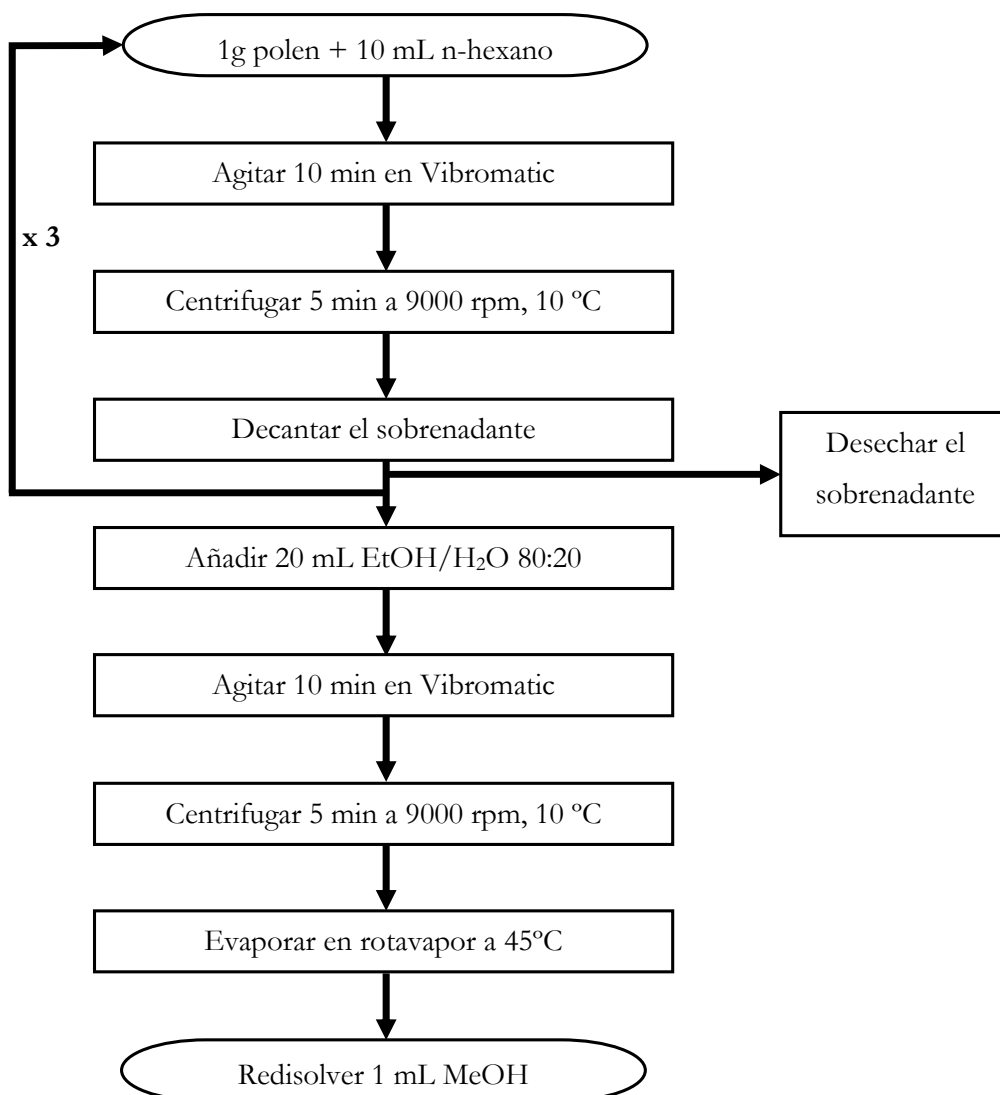 1g polen + 10 mL n-hexano
Agitar 10 min en Vibromatic
x 3
Centrifugar 5 min a 9000 rpm, 10 ºC
Decantar el sobrenadante
Desechar el
sobrenadante
Añadir 20 mL EtOH/H₂O 80:20
Agitar 10 min en Vibromatic
Centrifugar 5 min a 9000 rpm, 10 ºC
Evaporar en rotavapor a 45ºC
Redisolver 1 mL MeOH